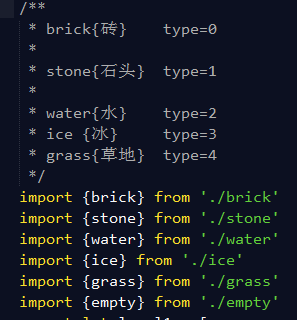 /**
* brick{砖} type=0
*
* stone{石头} type=1
*
* water{水} type=2
* ice {冰} type=3
* grass{草地} type=4
*/
import {brick} from './brick'
import {stone} from './stone'
import {water} from './water'
import {ice} from './ice'
import {grass} from './grass'
import {empty} from './empty'